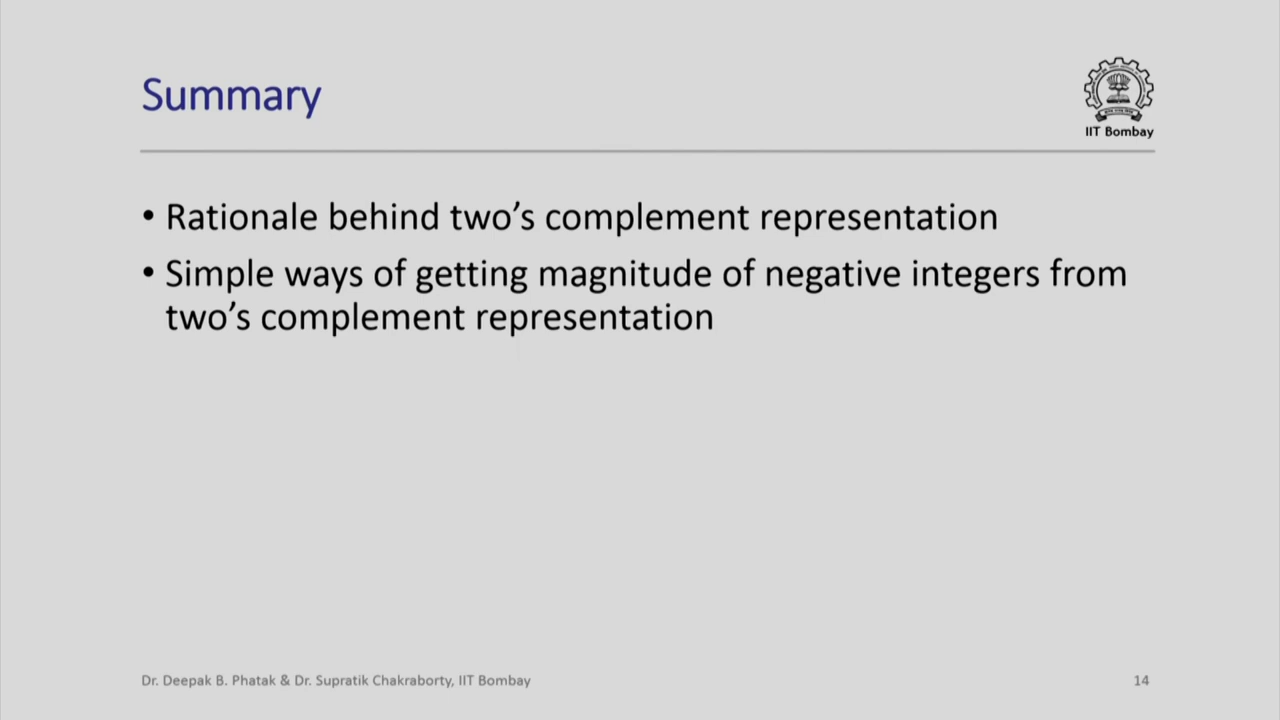 Summary
IIT Bombay
• Rationale behind two’s complement representation
• Simple ways of getting magnitude of negative integers from
two’s complement representation
Dr. Deepak B. Phatak & Dr. Supratik Chakraborty, IIT Bombay
14